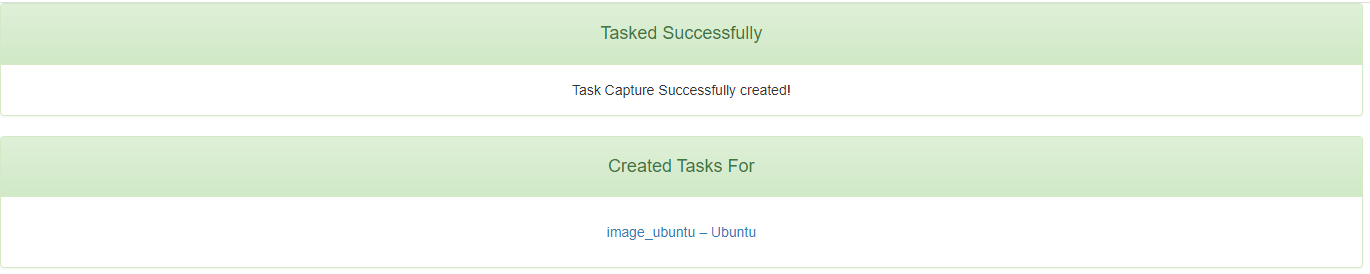 Tasked Successfully
Task Capture Successfully created!
Created Tasks For
image_ubuntu – Ubuntu